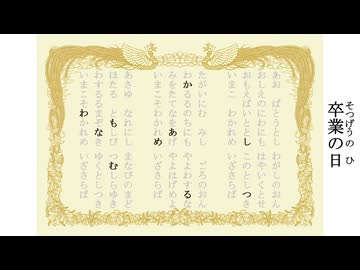 卒業の日
そつげうの ひ
あお ばとうとし わがしのおん
おしえのにわにも はやいくとせ
おもえばいととし このとしつき
いまこ わかれめ いざさらば
たがいにむ みし  ごろのおん
わかるるのちにも やよわするな
みをたてなをあげ やよはげめよ
いまこそわかれめ いざさらば
あさゆ なれにし まなびのまど
ほたる ともしび つむしらゆき
わするるまぞなき ゆくとしつき
いまこそわかれめ いざさらば